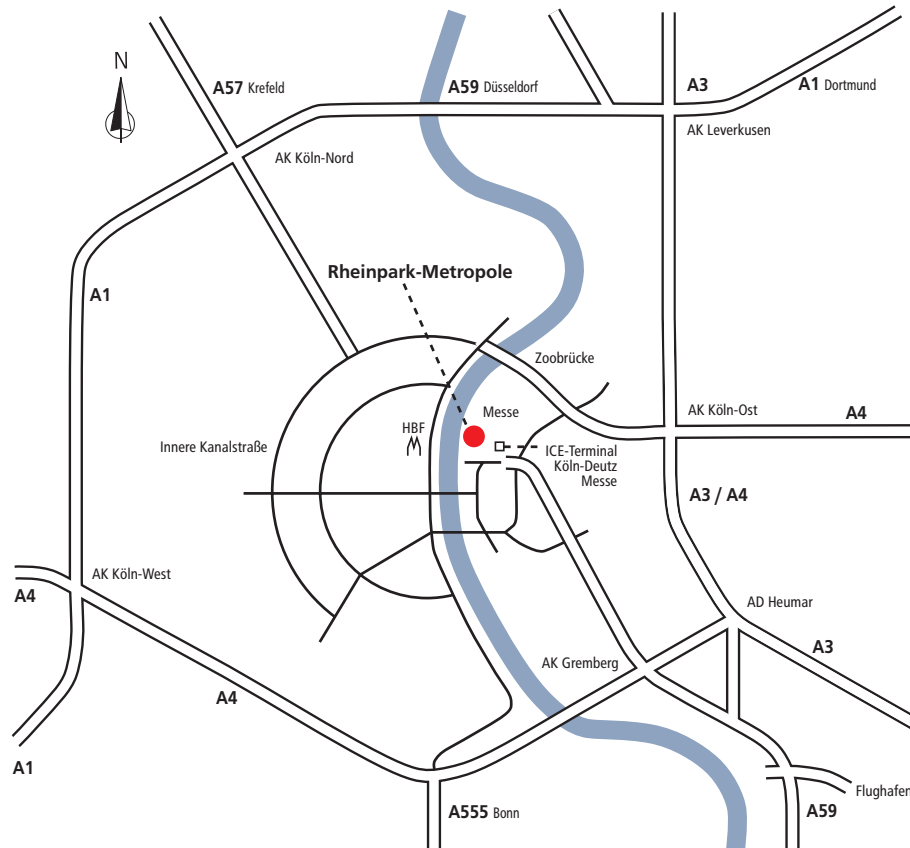 N
A57 Krefeld
A59 Düsseldorf
A3
A1 Dortmund
AK Leverkusen
AK Köln-Nord
Rheinpark-Metropole
A1
Zoobrücke
Messe
AK Köln-Ost
A4
HBF
Innere Kanalstraße
ICE-Terminal
Köln-Deutz
Messe
A3 / A4
AK Köln-West
A4
AD Heumar
A3
AK Gremberg
A4
A1
Flughafen
A555 Bonn
A59